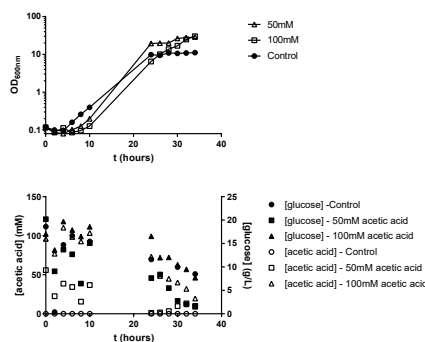 100
10
1
0.1
OD600nm
0 10 20 30 40
t (hours)
50mM
100mM
Control
150
100
50
0
[acetic acid] (mM)
25
20
15
10
5
0
[glucose] (g/L)
0 10 20 30 40
t (hours)
[glucose] -Control
[glucose] - 50mM acetic acid
[glucose] - 100mM acetic acid
[acetic acid] - Control
[acetic acid] - 50mM acetic acid
[acetic acid] - 100mM acetic acid